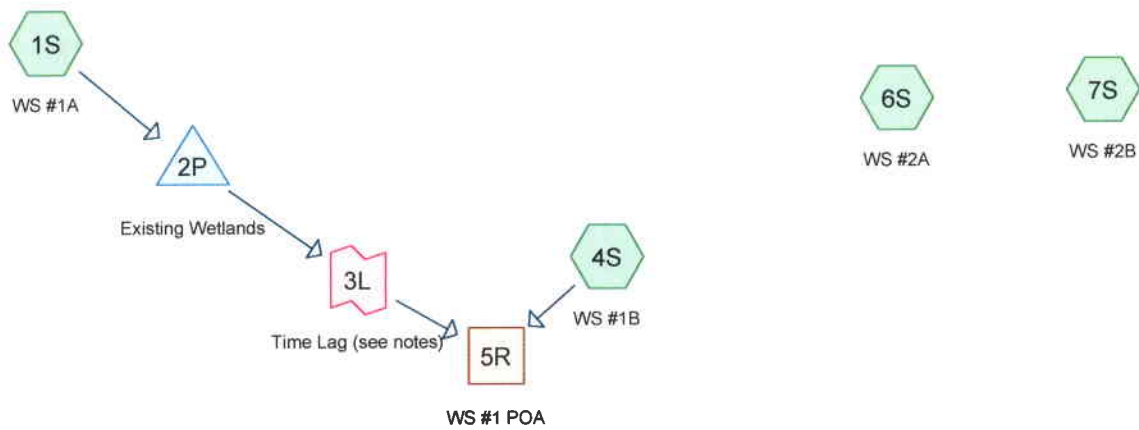 1S
WS #1A
2P
Existing Wetlands
3L
Time Lag (see notes)
4S
WS #1B
5R
WS #1 POA
6S
WS #2A
7S
WS #2B